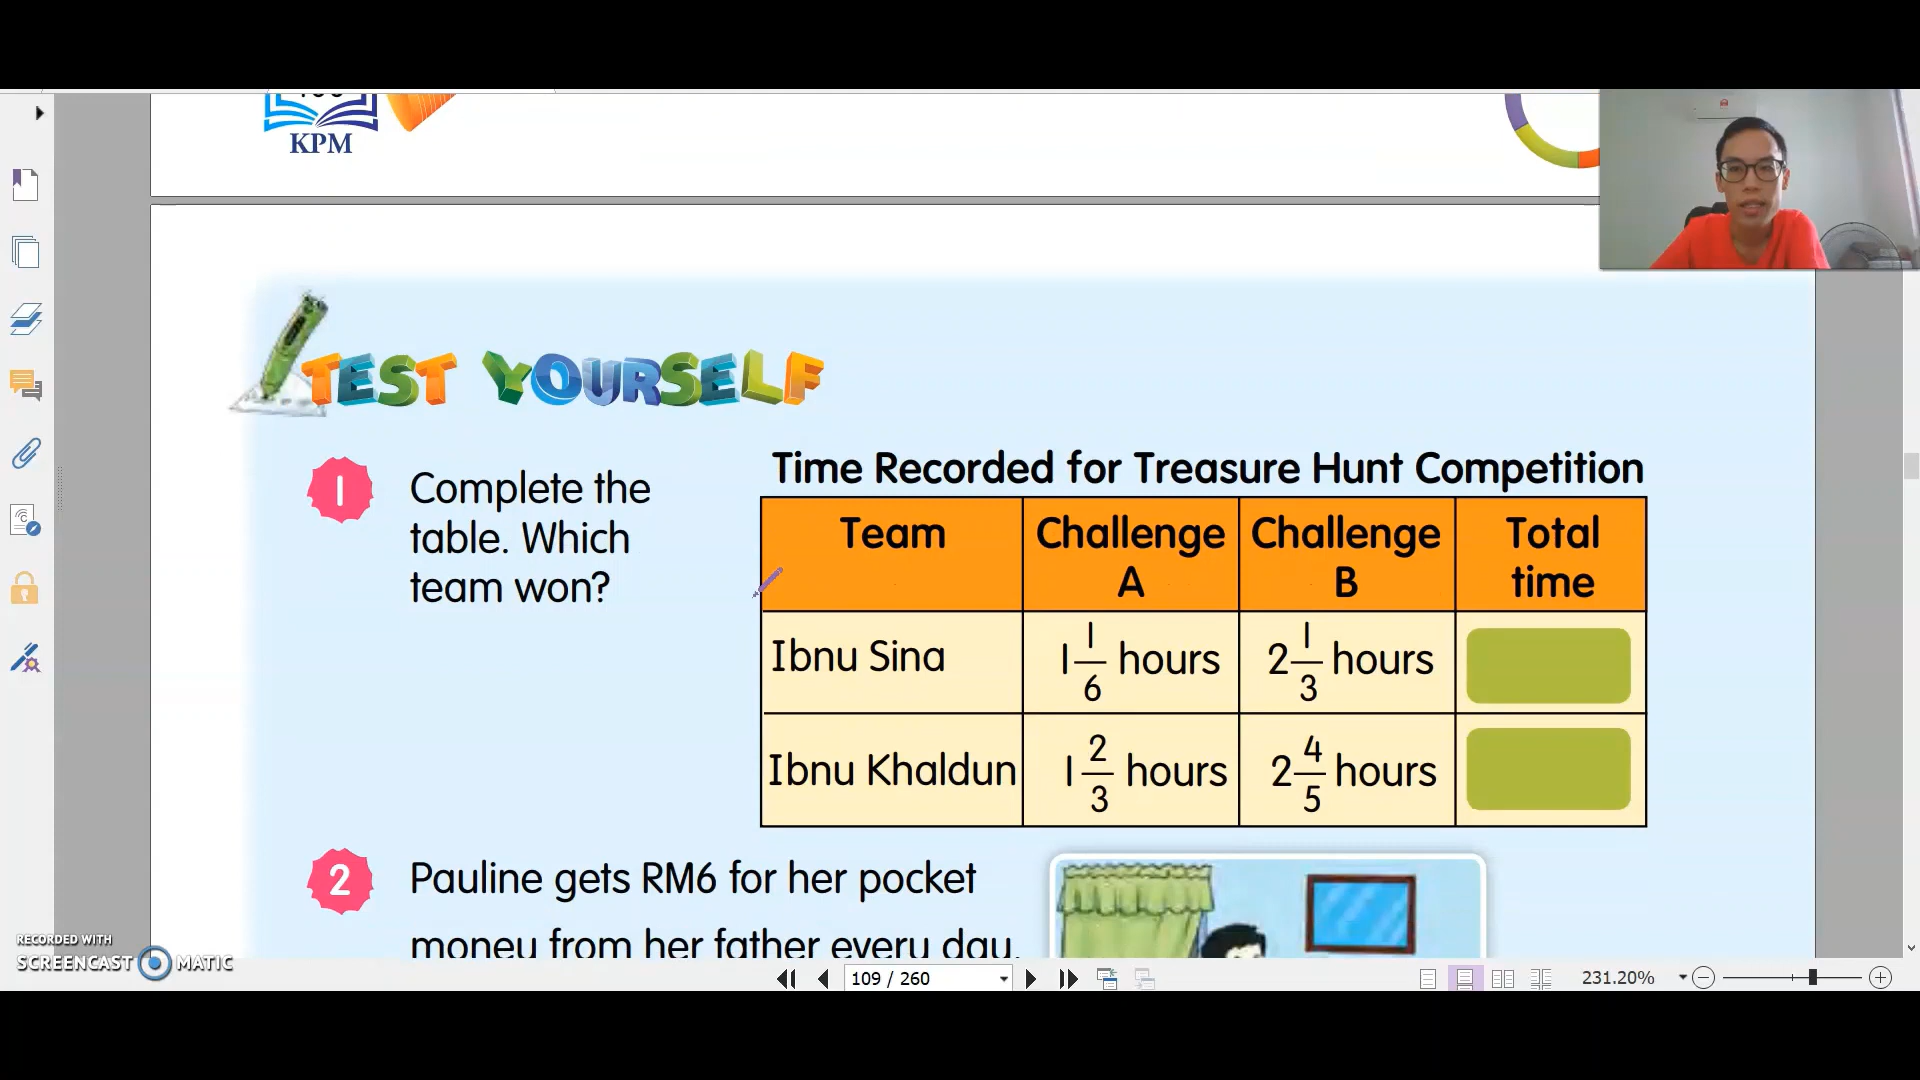 KPM
TEST YOURSELF
1 Complete the
table. Which
team won?
Time Recorded for Treasure Hunt Competition
Team Challenge A Challenge B Total time
Ibnu Sina 1 1/6 hours 2 1/3 hours
Ibnu Khaldun 1 2/3 hours 2 4/5 hours
2 Pauline gets RM6 for her pocket
money from her father every day.
RECORDED WITH
SCREENCAST MATIC
109 / 260
231.20%